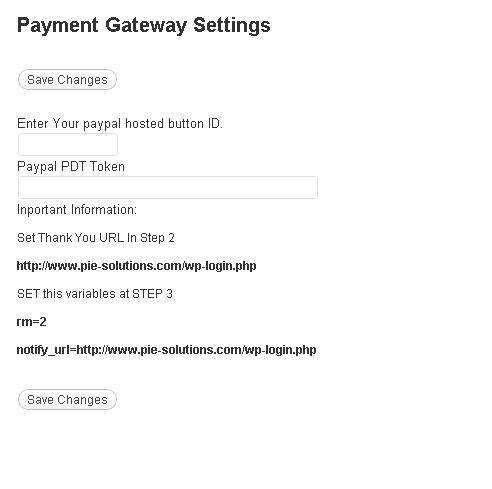 Payment Gateway Settings
Save Changes
Enter Your paypal hosted button ID.
Paypal PDT Token
Inportant Information:
Set Thank You URL In Step 2
http://www.pie-solutions.com/wp-login.php
SET this variables at STEP 3
rm=2
notify_url=http://www.pie-solutions.com/wp-login.php
Save Changes